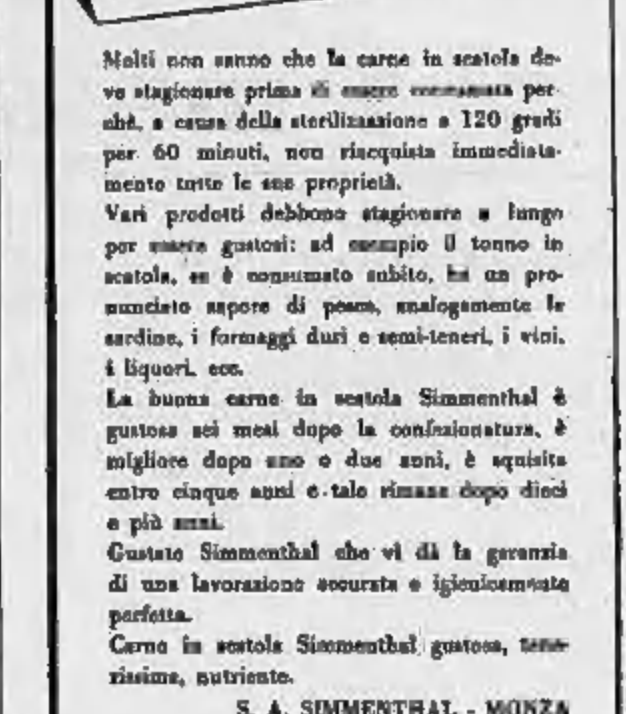 Molti non sanno che la carne in scatola de-
ve stagionare prima di essere consumata per-
chè, a causa della sterilizzazione a 120 gradi
per 60 minuti, non riacquista immediata-
mente tutte le sue proprietà.
Vari prodotti debbono stagionare a lungo
per essere gustosi: ad esempio il tonno in
scatola, se è consumato subito, ha un pro-
nunciato sapore di pesce, analogamente le
sardine, i formaggi duri e semi-teneri, i vini,
i liquori, ecc.
La buona carne in scatola Simmenthal è
gustosa sei mesi dopo la confezionatura, è
migliore dopo uno o due anni, è squisita
entro cinque anni e tale rimane dopo dieci
e più anni.
Gustate Simmenthal che vi dà la garanzia
di una lavorazione accurata e igienicamente
perfetta.
Carne in scatola Simmenthal gustosa, tene-
rissima, nutriente.
S. A. SIMMENTHAL - MONZA